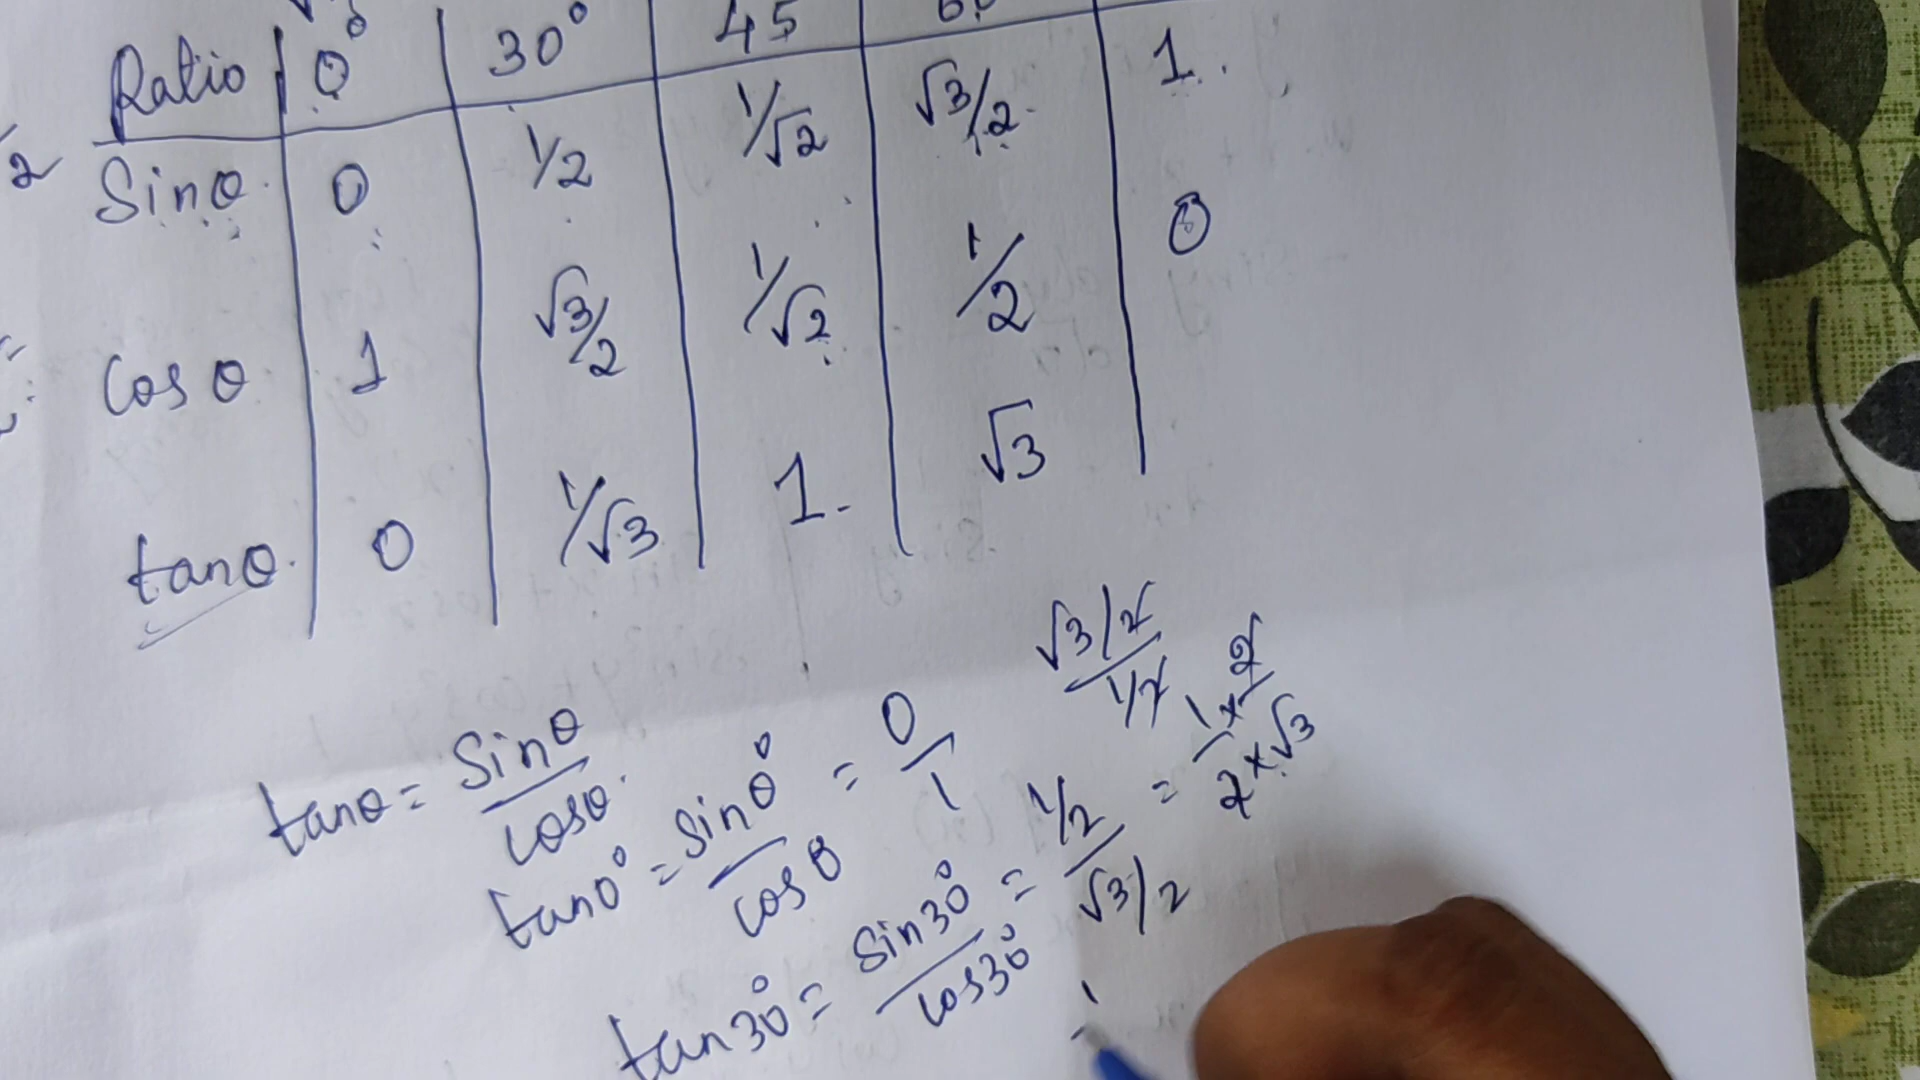 Ratio 0° 30° 45
Sinθ 0 1/2 1/√2 √3/2 1
Cosθ 1 √3/2 1/√2 1/2 0
tanθ 0 1/√3 1 √3
√3/2 / 1/2
tanθ = Sinθ/cosθ
tan0° = Sin0°/cos0 = 0/1
tan30° = Sin30°/cos30° = 1/2 / √3/2 = 1×2/2×√3
2